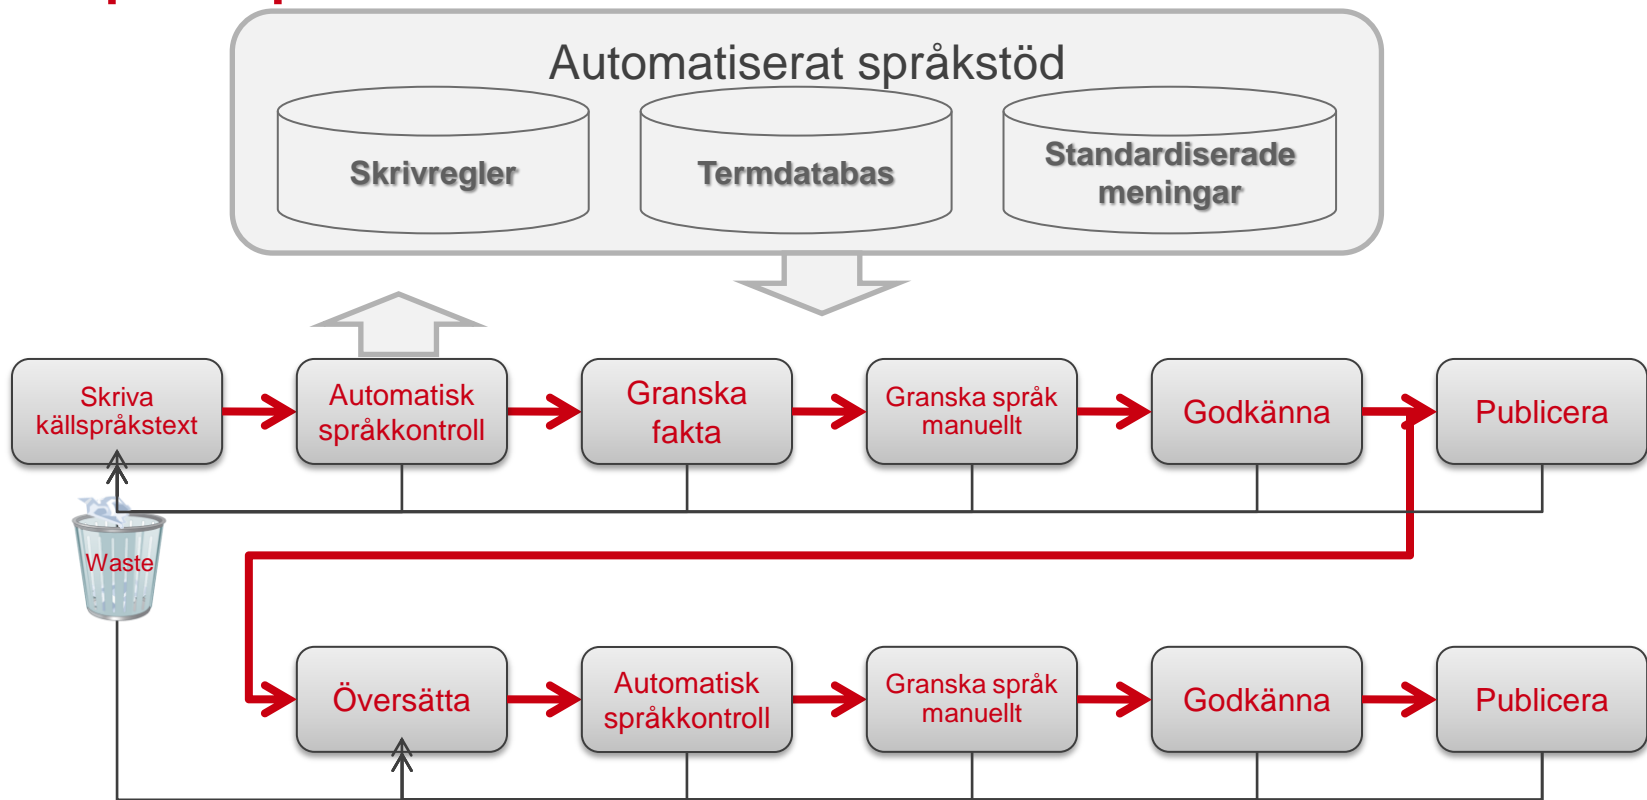 Automatiserat språkstöd
Skrivregler
Termdatabas
Standardiserade
meningar
Skriva
källspråkstext
Automatisk
språkkontroll
Granska
fakta
Granska språk
manuellt
Godkänna
Publicera
Waste
Översätta
Automatisk
språkkontroll
Granska språk
manuellt
Godkänna
Publicera